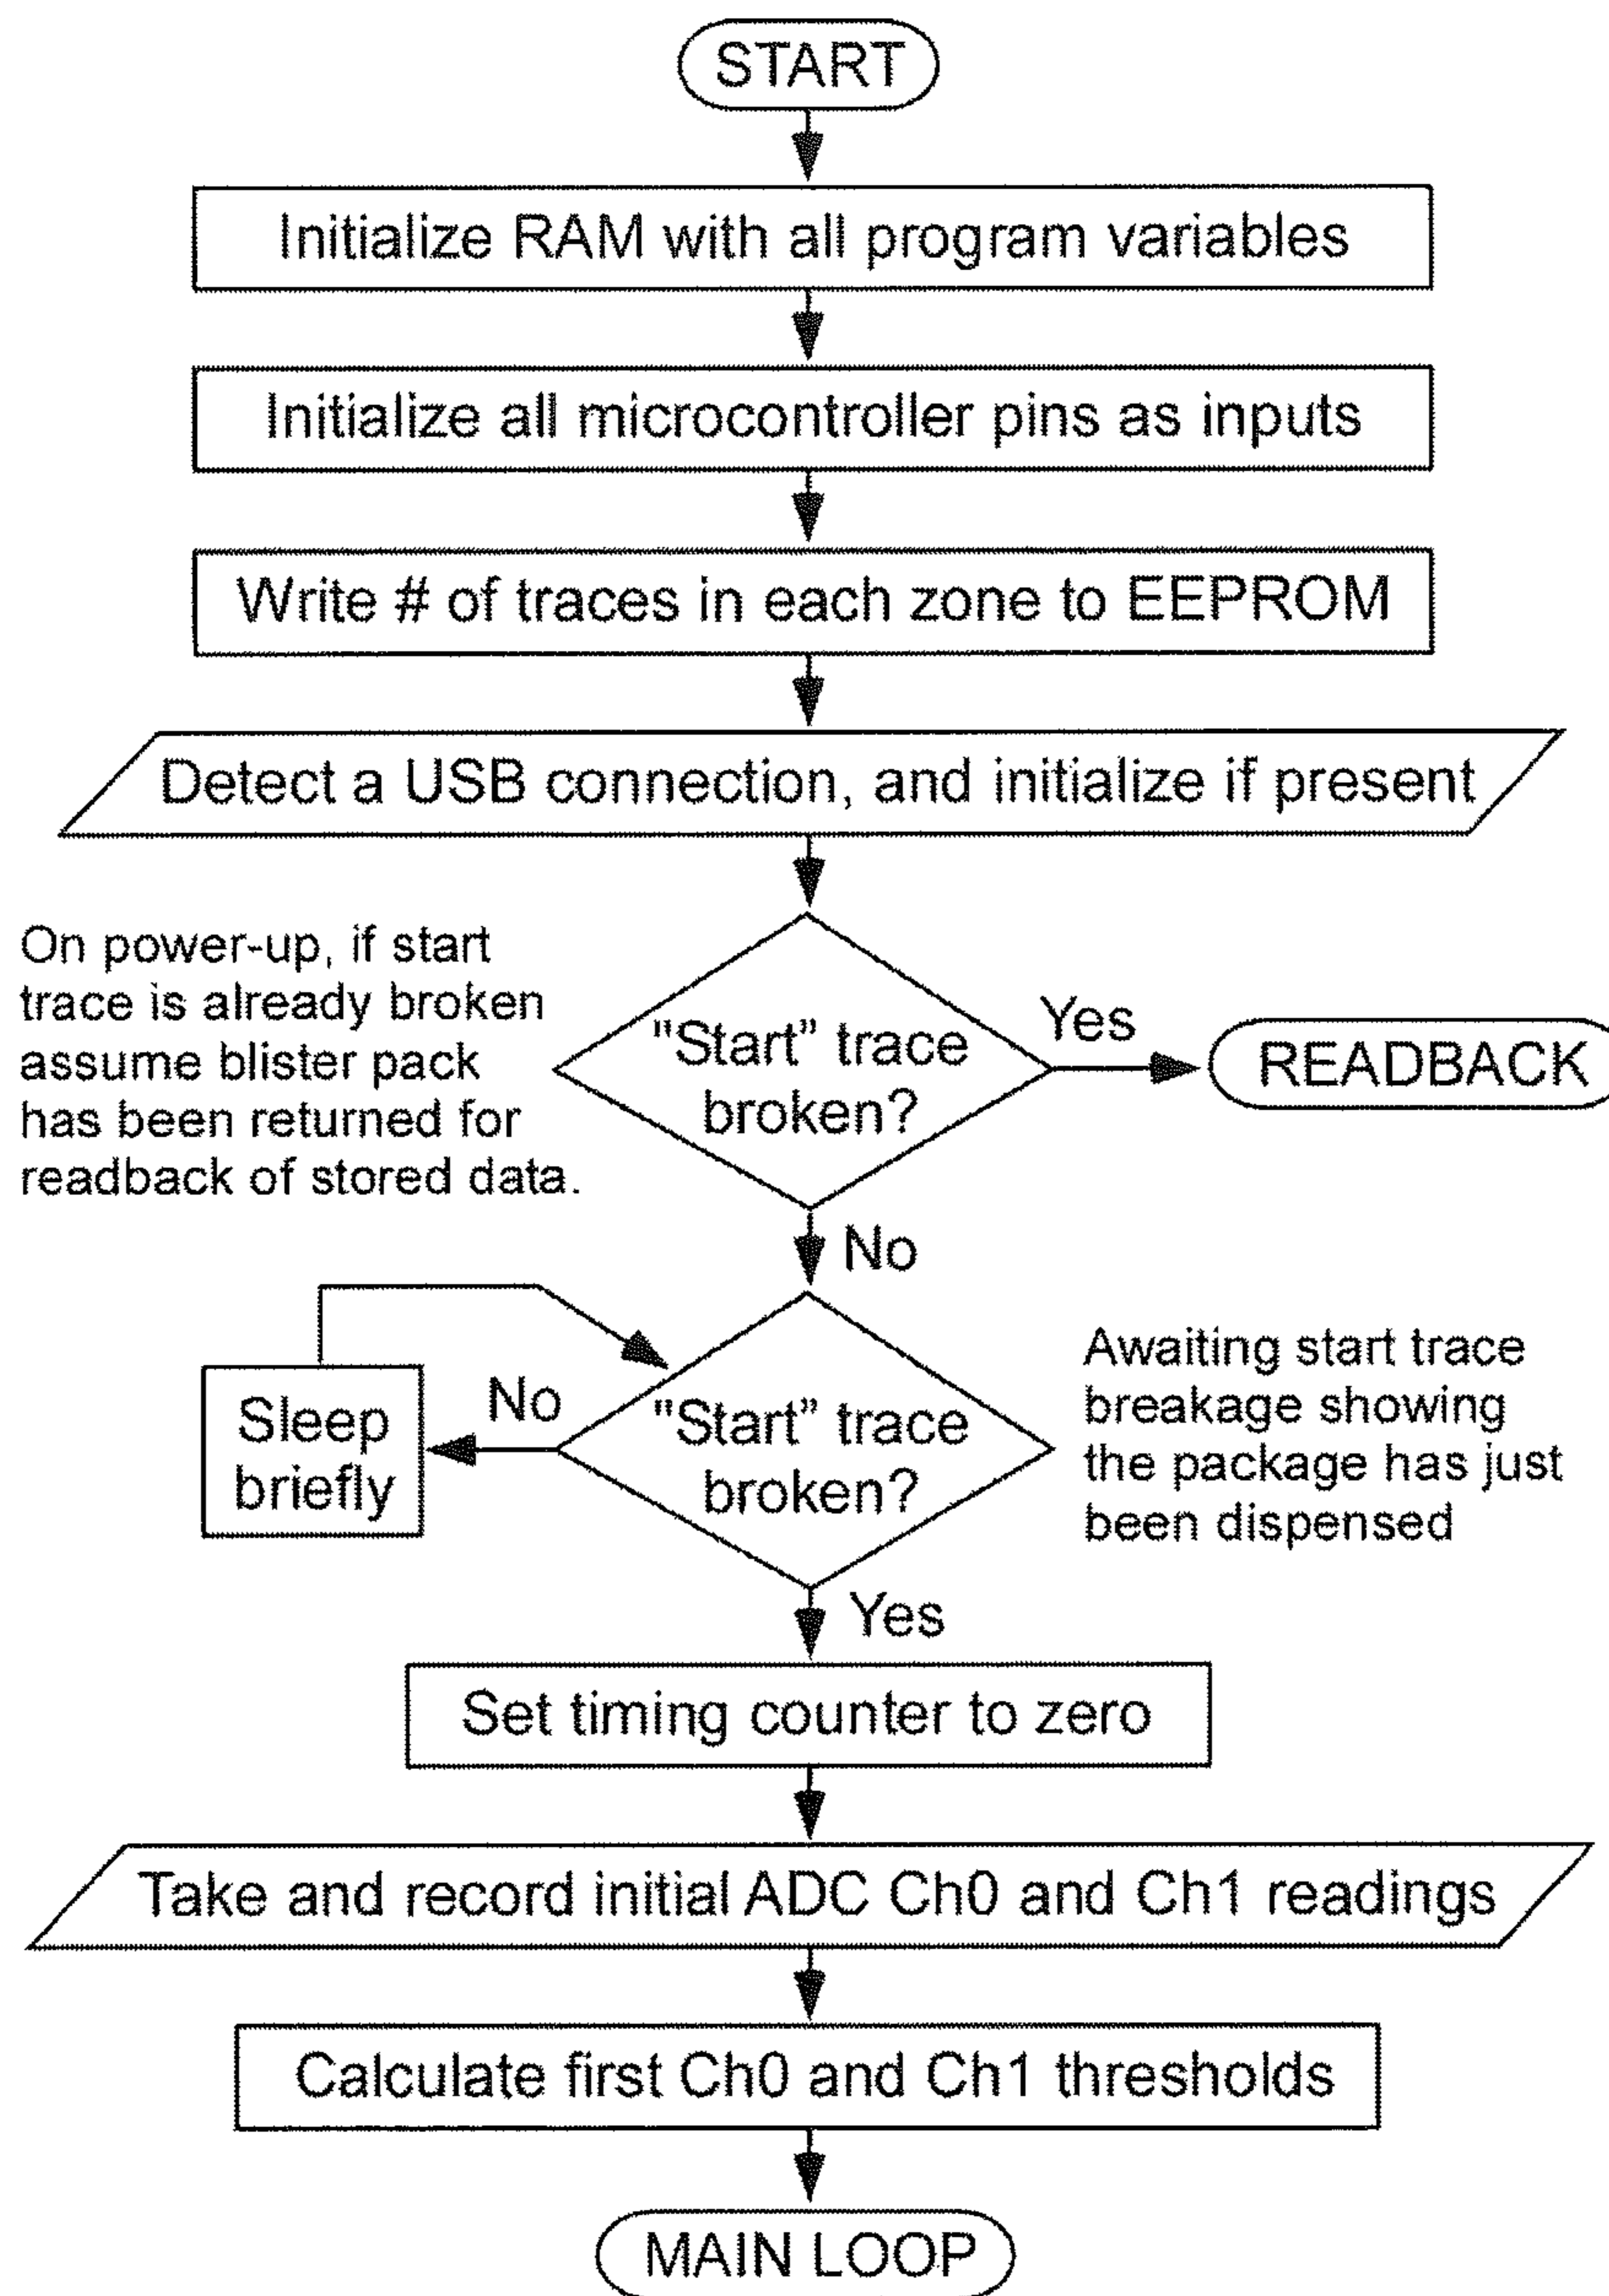 START
Initialize RAM with all program variables
Initialize all microcontroller pins as inputs
Write # of traces in each zone to EEPROM
Detect a USB connection, and initialize if present
On power-up, if start
trace is already broken
assume blister pack
has been returned for
readback of stored data.
"Start” trace
broken?
Yes
READBACK
No
Sleep
briefly
No
"Start” trace
broken?
Awaiting start trace
breakage showing
the package has just
been dispensed
Yes
Set timing counter to zero
Take and record initial ADC Ch0 and Ch1 readings
Calculate first Ch0 and Ch1 thresholds
MAIN LOOP